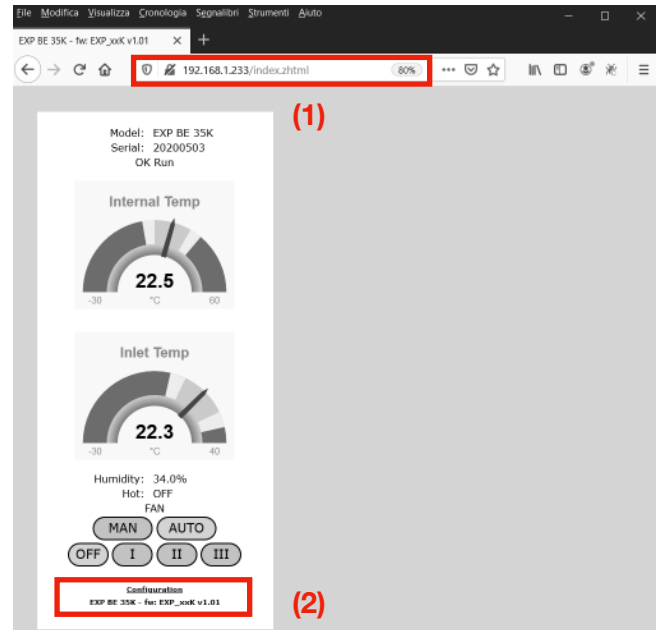 File Modifica Visualizza Cronologia Segnalibri Strumenti Aiuto
EXP BE 35K - fw: EXP_xxK v1.01
192.168.1.233/index.zhtml 80%
(1)
Model: EXP BE 35K
Serial: 20200503
OK Run
Internal Temp
22.5
-30 °C 60
Inlet Temp
22.3
-30 °C 40
Humidity: 34.0%
Hot: OFF
FAN
MAN AUTO
OFF I II III
Configuration
EXP BE 35K - fw: EXP_xxK v1.01
(2)